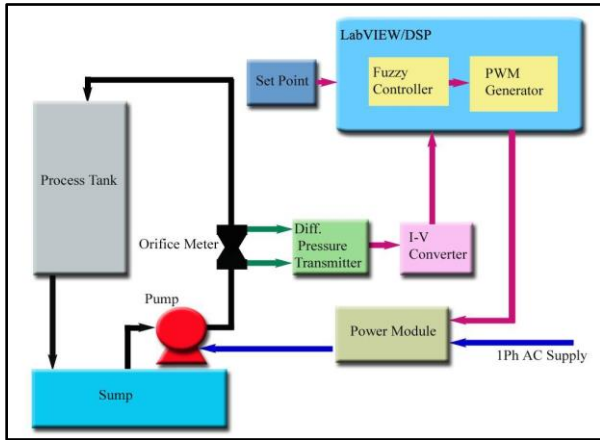 LabVIEW/DSP
Set Point
Fuzzy
Controller
PWM
Generator
Process Tank
Orifice Meter
Diff.
Pressure
Transmitter
I-V
Converter
Pump
Power Module
1Ph AC Supply
Sump